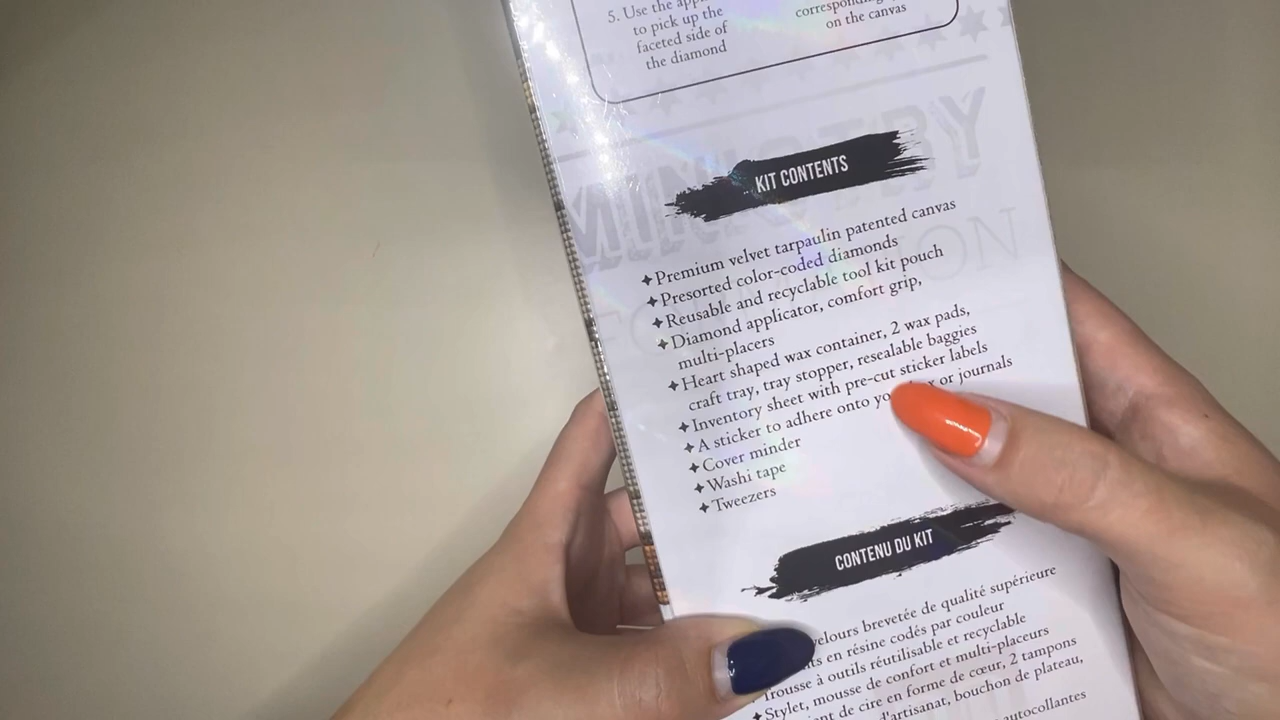 5. Use the
to pick up the
faceted side of
the diamond
on the canvas
KIT CONTENTS
✦Premium velvet tarpaulin patented canvas
✦Presorted color-coded diamonds
✦Reusable and recyclable tool kit pouch
✦Diamond applicator, comfort grip,
multi-placers
✦Heart shaped wax container, 2 wax pads,
craft tray, tray stopper, resealable baggies
✦Inventory sheet with pre-cut sticker labels
✦A sticker to adhere onto or journals
✦Cover minder
✦Washi tape
✦Tweezers
CONTENU DU KIT
velours brevetée de qualité supérieure
en résine codés par couleur
Trousse à outils réutilisable et recyclable
✦Stylet, mousse de confort et multi-placeurs
de cire en forme de cœur, 2 tampons
d'artisanat, bouchon de plateau,
autocollantes